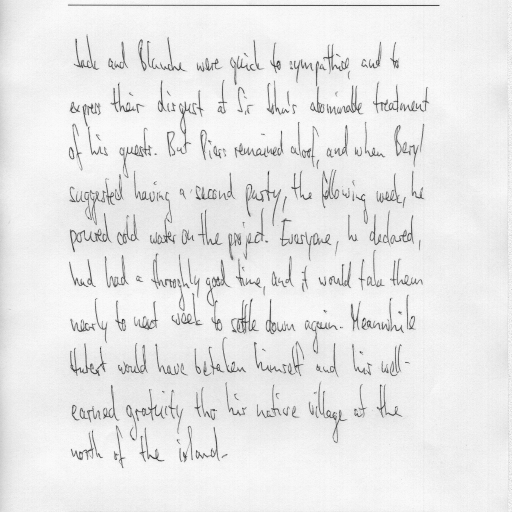 Jack and Blanche were quick to sympathise, and to
express their disgust at Sir John's abominable treatment
of his guests. But Piers remained aloof, and when Beryl
suggested having a second party, the following week, he
poured cold water on the project. Everyone, he declared,
had had a throughly good time, and it would take them
nearly to next week to settle down again. Meanwhile
Hubert would have betaken himself and his well-
earned gratuity tho his native village at the
north of the island.